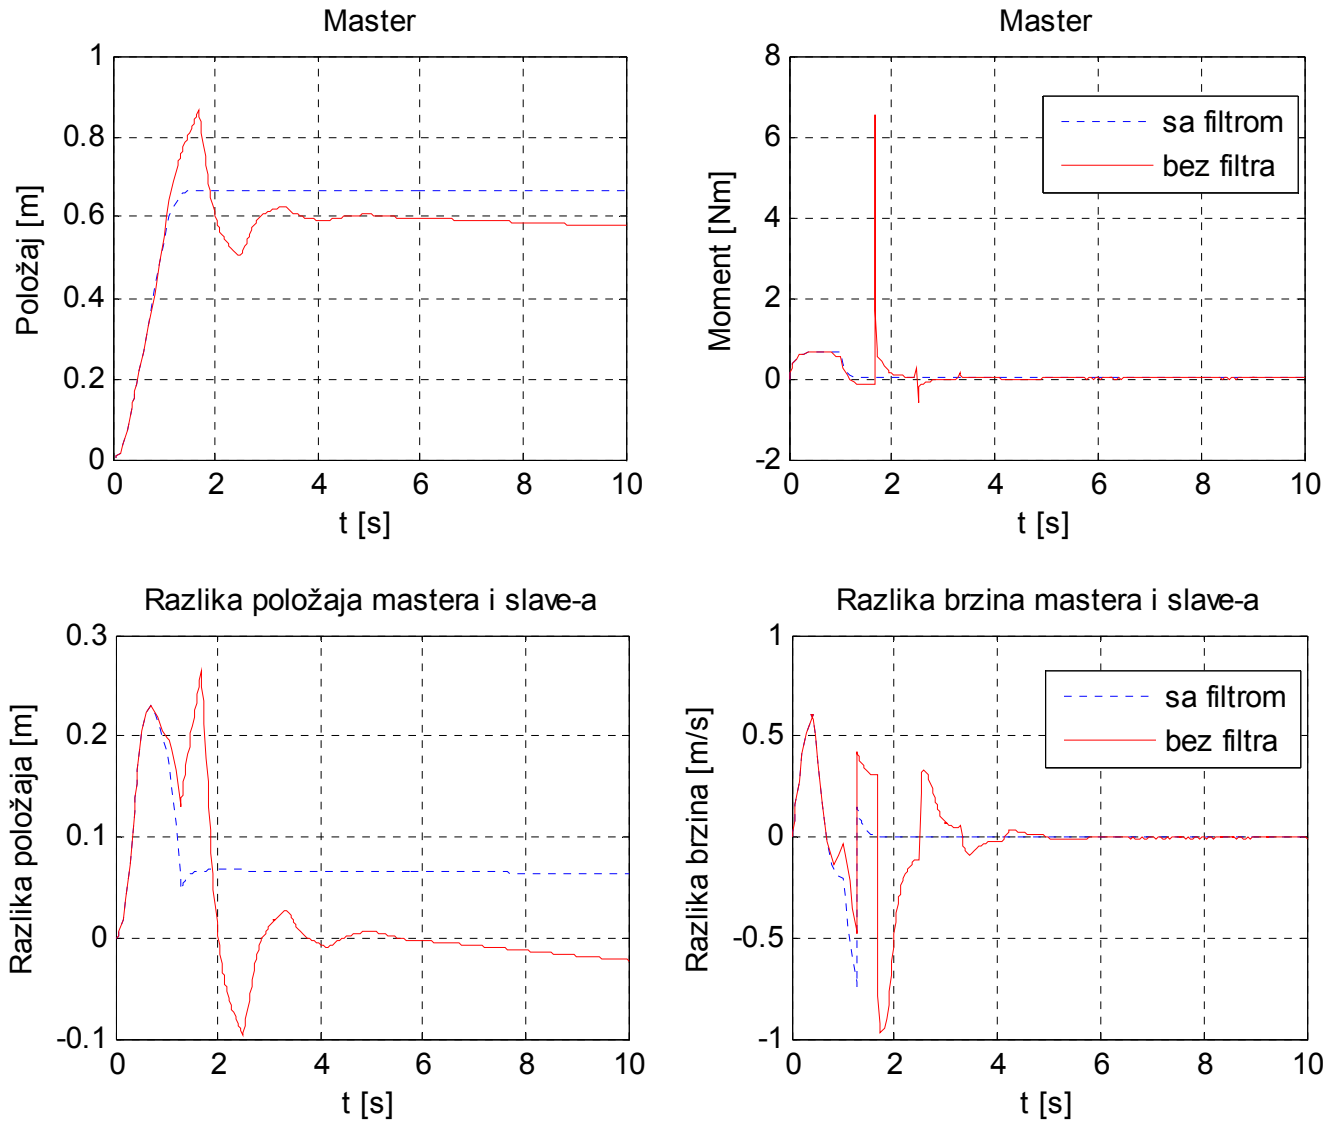 Master
1
0.8
0.6
0.4
0.2
0
Položaj [m]
0 2 4 6 8 10
t [s]
Master
8
6
4
2
0
-2
Moment [Nm]
sa filtrom
bez filtra
0 2 4 6 8 10
t [s]
Razlika položaja mastera i slave-a
0.3
0.2
0.1
0
-0.1
Razlika položaja [m]
0 2 4 6 8 10
t [s]
Razlika brzina mastera i slave-a
1
0.5
0
-0.5
-1
Razlika brzina [m/s]
sa filtrom
bez filtra
0 2 4 6 8 10
t [s]